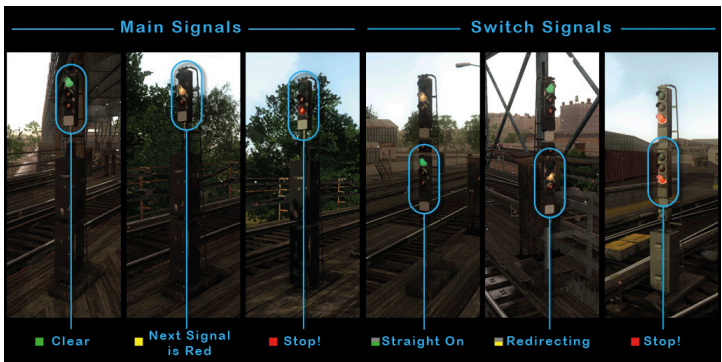 Main Signals
Switch Signals
Clear
Next Signal
is Red
Stop!
Straight On
Redirecting
Stop!